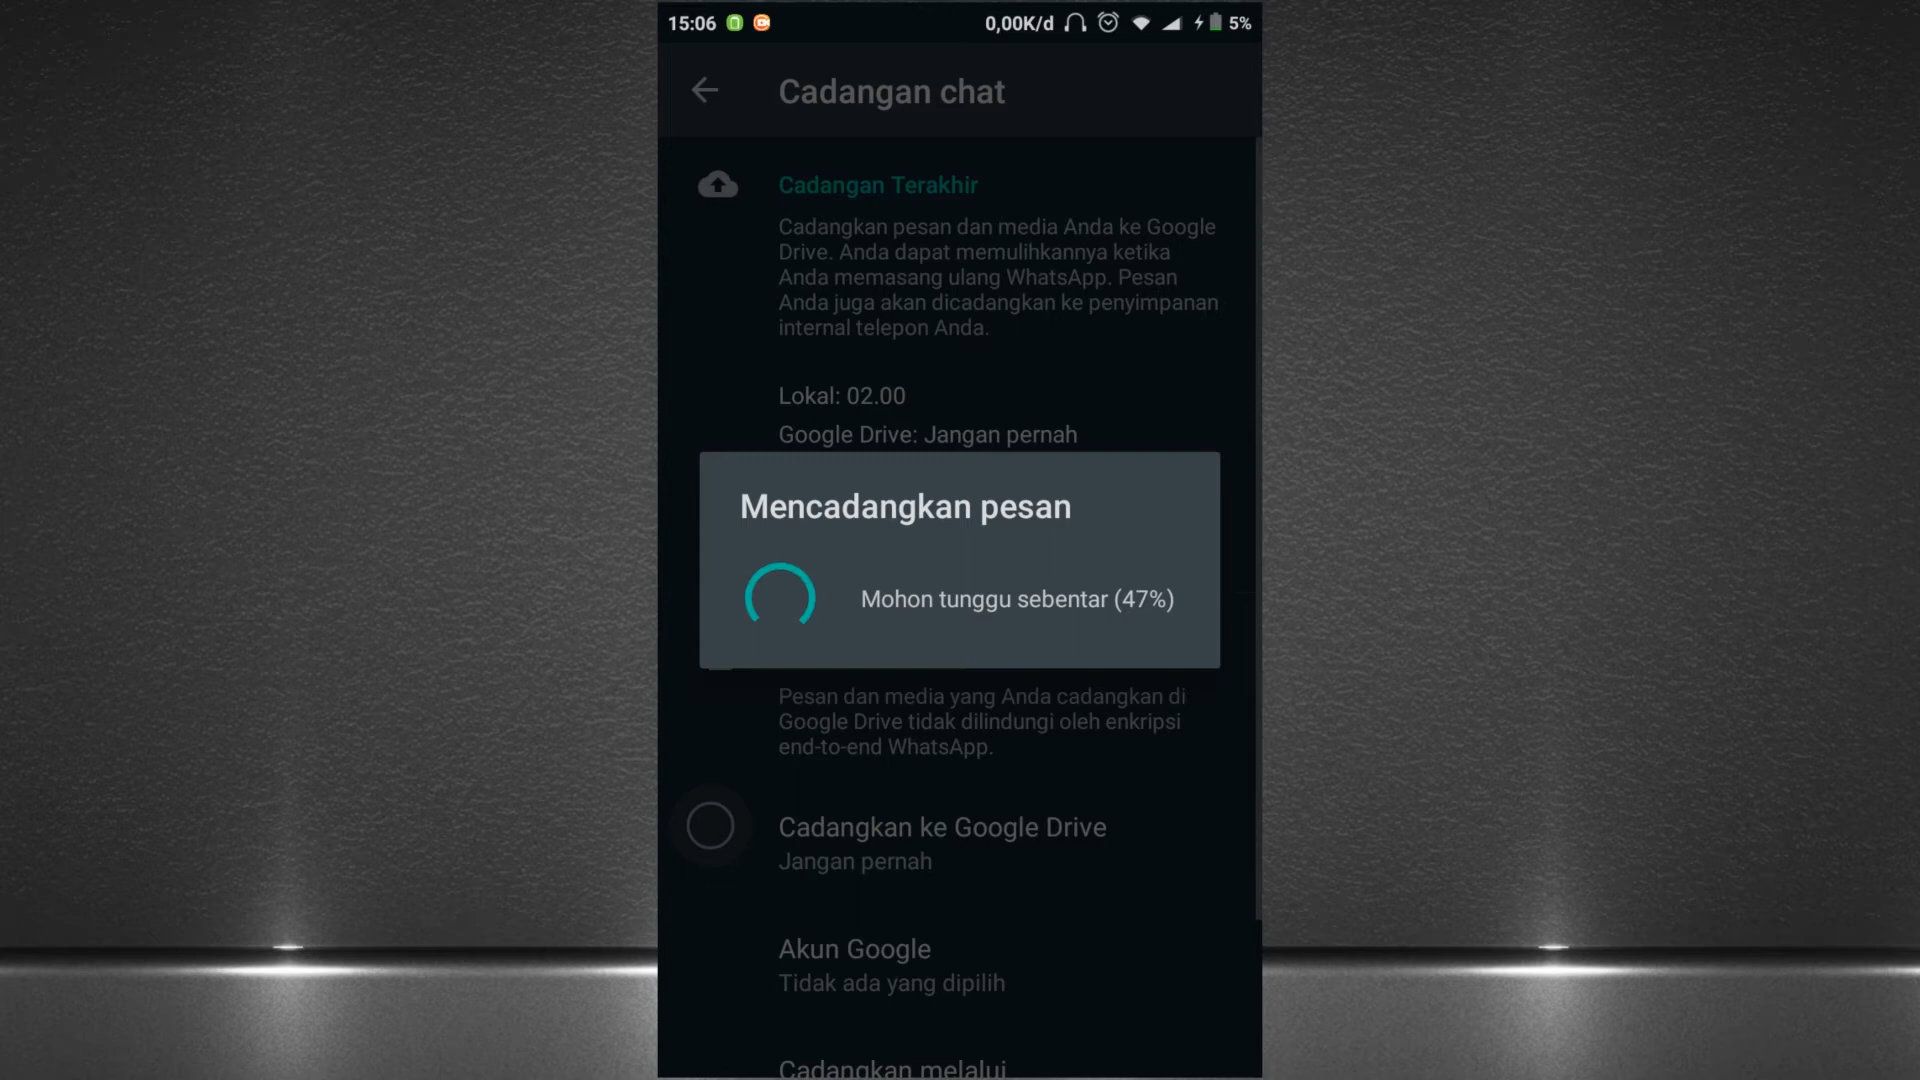 15:06 0,00K/d 5%
Cadangan chat
Cadangan Terakhir
Cadangkan pesan dan media Anda ke Google
Drive. Anda dapat memulihkannya ketika
Anda memasang ulang WhatsApp. Pesan
Anda juga akan dicadangkan ke penyimpanan
internal telepon Anda.
Lokal: 02.00
Google Drive: Jangan pernah
Mencadangkan pesan
Mohon tunggu sebentar (47%)
Pesan dan media yang Anda cadangkan di
Google Drive tidak dilindungi oleh enkripsi
end-to-end WhatsApp.
Cadangkan ke Google Drive
Jangan pernah
Akun Google
Tidak ada yang dipilih
Cadangkan melalui